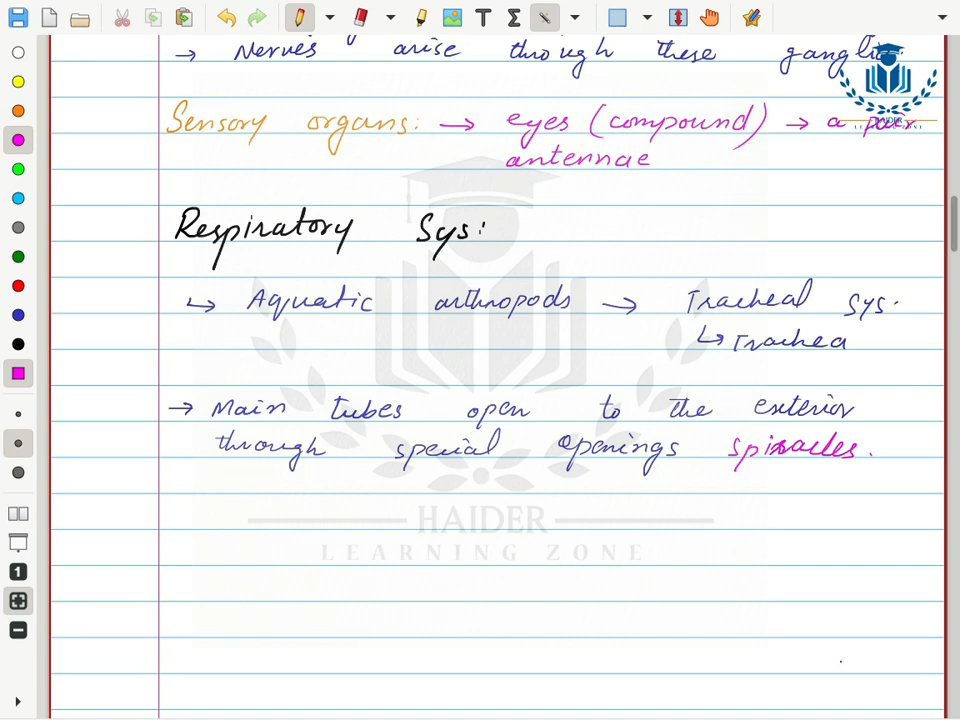 → Nerves arise through these ganglia.
Sensory organs: → eyes (compound) → a pair
antennae
Respiratory Sys:
↳ Aquatic arthropods → Tracheal Sys.
↳ Trachea
→ Main tubes open to the exterior
through special openings spiracles.
HAIDER
LEARNING ZONE